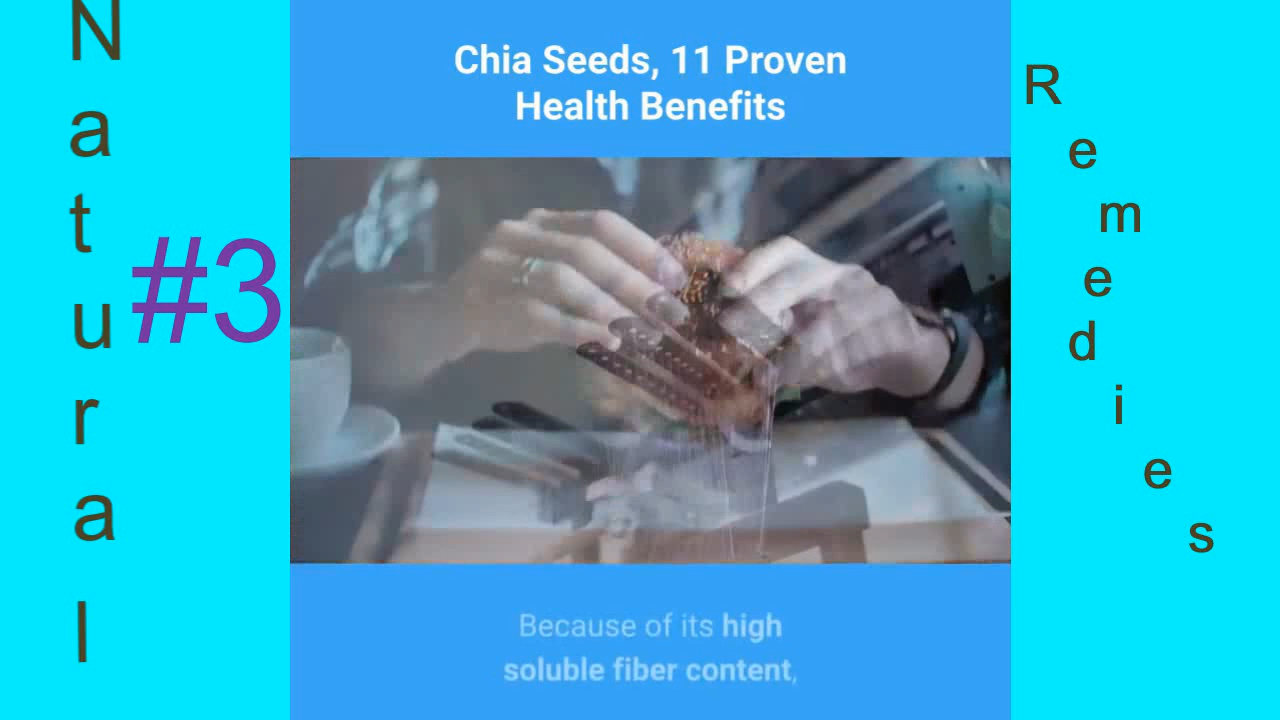 Natural
#3
Chia Seeds, 11 Proven
Health Benefits
Because of its high
soluble fiber content,
Remedies